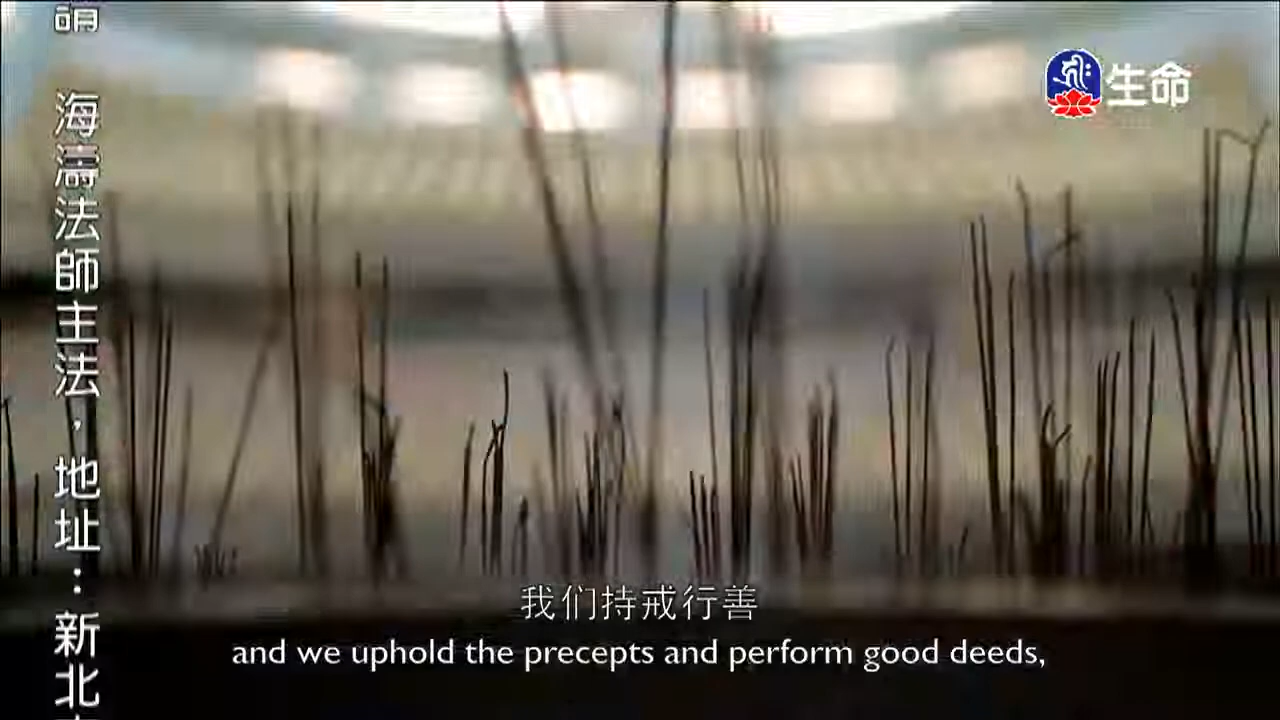 海濤法師主法，地址：新北
生命
我们持戒行善
and we uphold the precepts and perform good deeds,